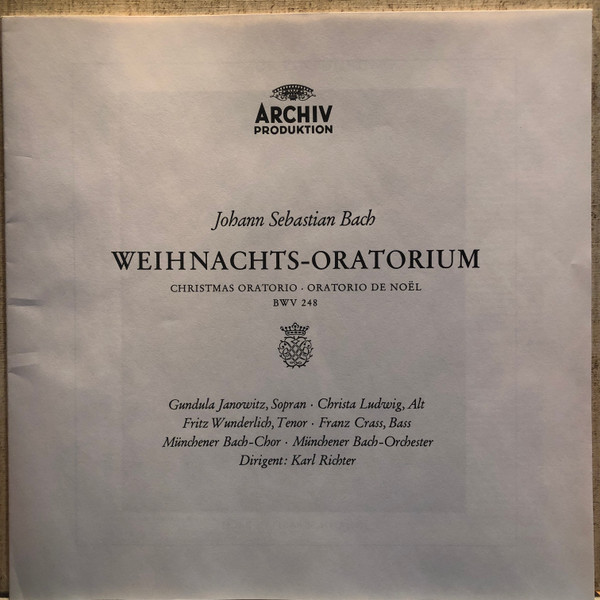 ARCHIV
PRODUKTION
Johann Sebastian Bach
WEIHNACHTS-ORATORIUM
CHRISTMAS ORATORIO · ORATORIO DE NOËL
BWV 248
Gundula Janowitz, Sopran · Christa Ludwig, Alt
Fritz Wunderlich, Tenor · Franz Crass, Bass
Münchener Bach-Chor · Münchener Bach-Orchester
Dirigent: Karl Richter